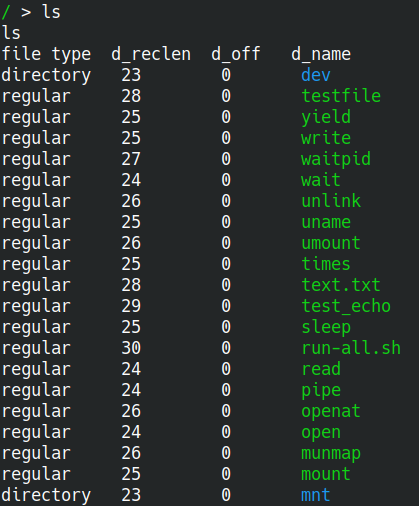 / > ls
ls
file type  d_reclen  d_off   d_name
directory   23        0       dev
regular     28        0       testfile
regular     25        0       yield
regular     25        0       write
regular     27        0       waitpid
regular     24        0       wait
regular     26        0       unlink
regular     25        0       uname
regular     26        0       umount
regular     25        0       times
regular     28        0       text.txt
regular     29        0       test_echo
regular     25        0       sleep
regular     30        0       run-all.sh
regular     24        0       read
regular     24        0       pipe
regular     26        0       openat
regular     24        0       open
regular     26        0       munmap
regular     25        0       mount
directory   23        0       mnt